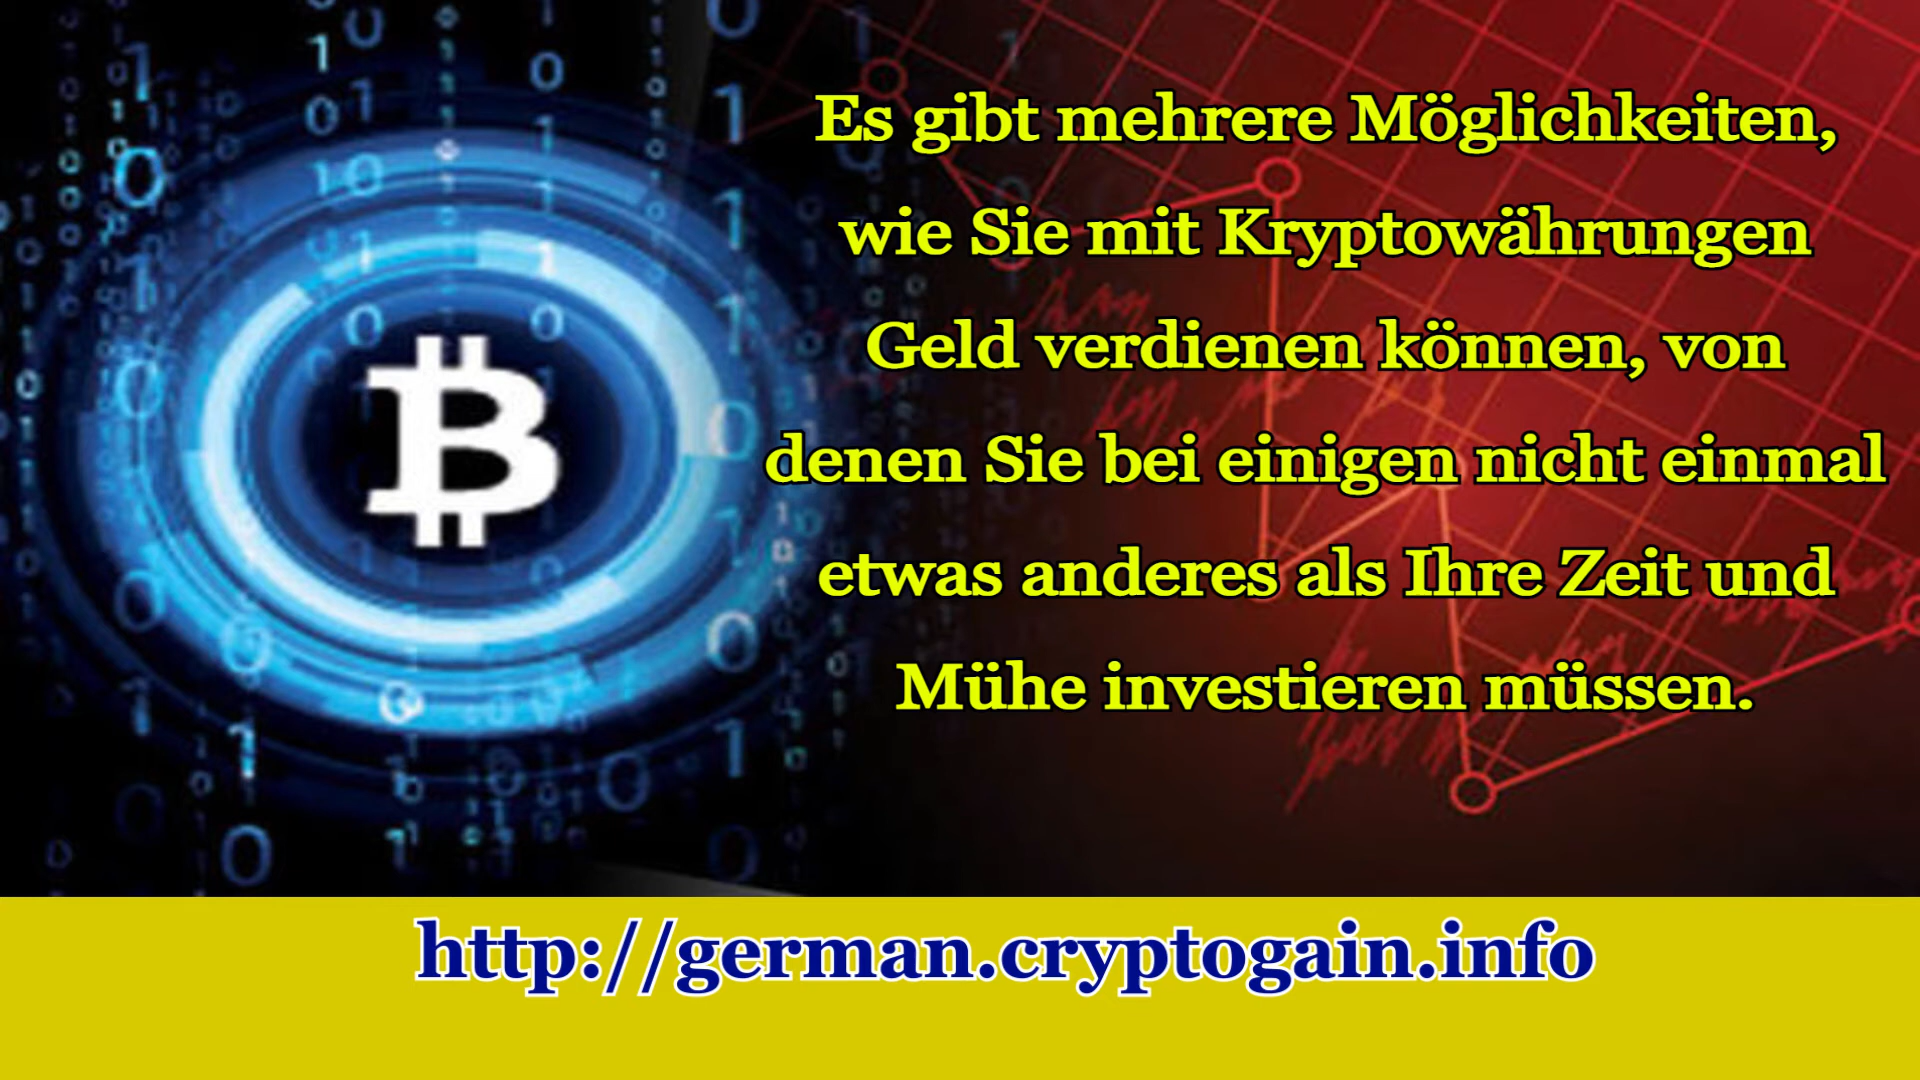 Es gibt mehrere Möglichkeiten,
wie Sie mit Kryptowährungen
Geld verdienen können, von
denen Sie bei einigen nicht einmal
etwas anderes als Ihre Zeit und
Mühe investieren müssen.
http://german.cryptogain.info